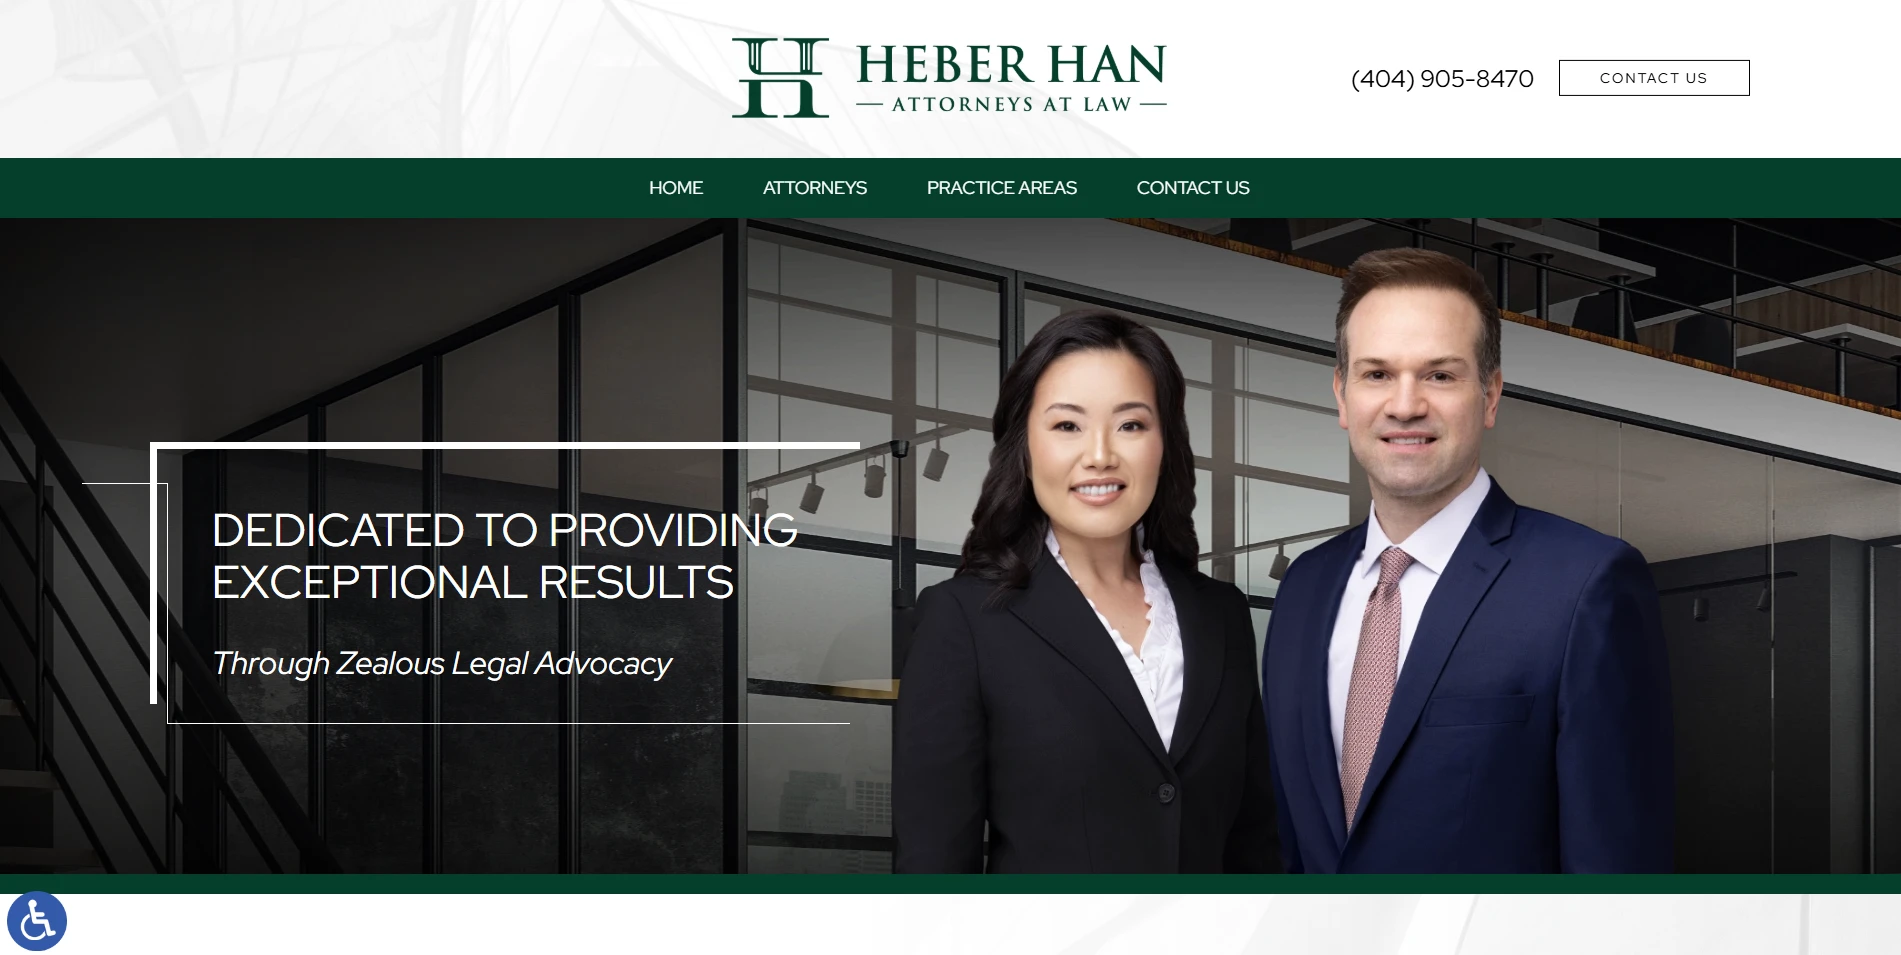 HEBER HAN
ATTORNEYS AT LAW
(404) 905-8470
CONTACT US
HOME
ATTORNEYS
PRACTICE AREAS
CONTACT US
DEDICATED TO PROVIDING
EXCEPTIONAL RESULTS
Through Zealous Legal Advocacy